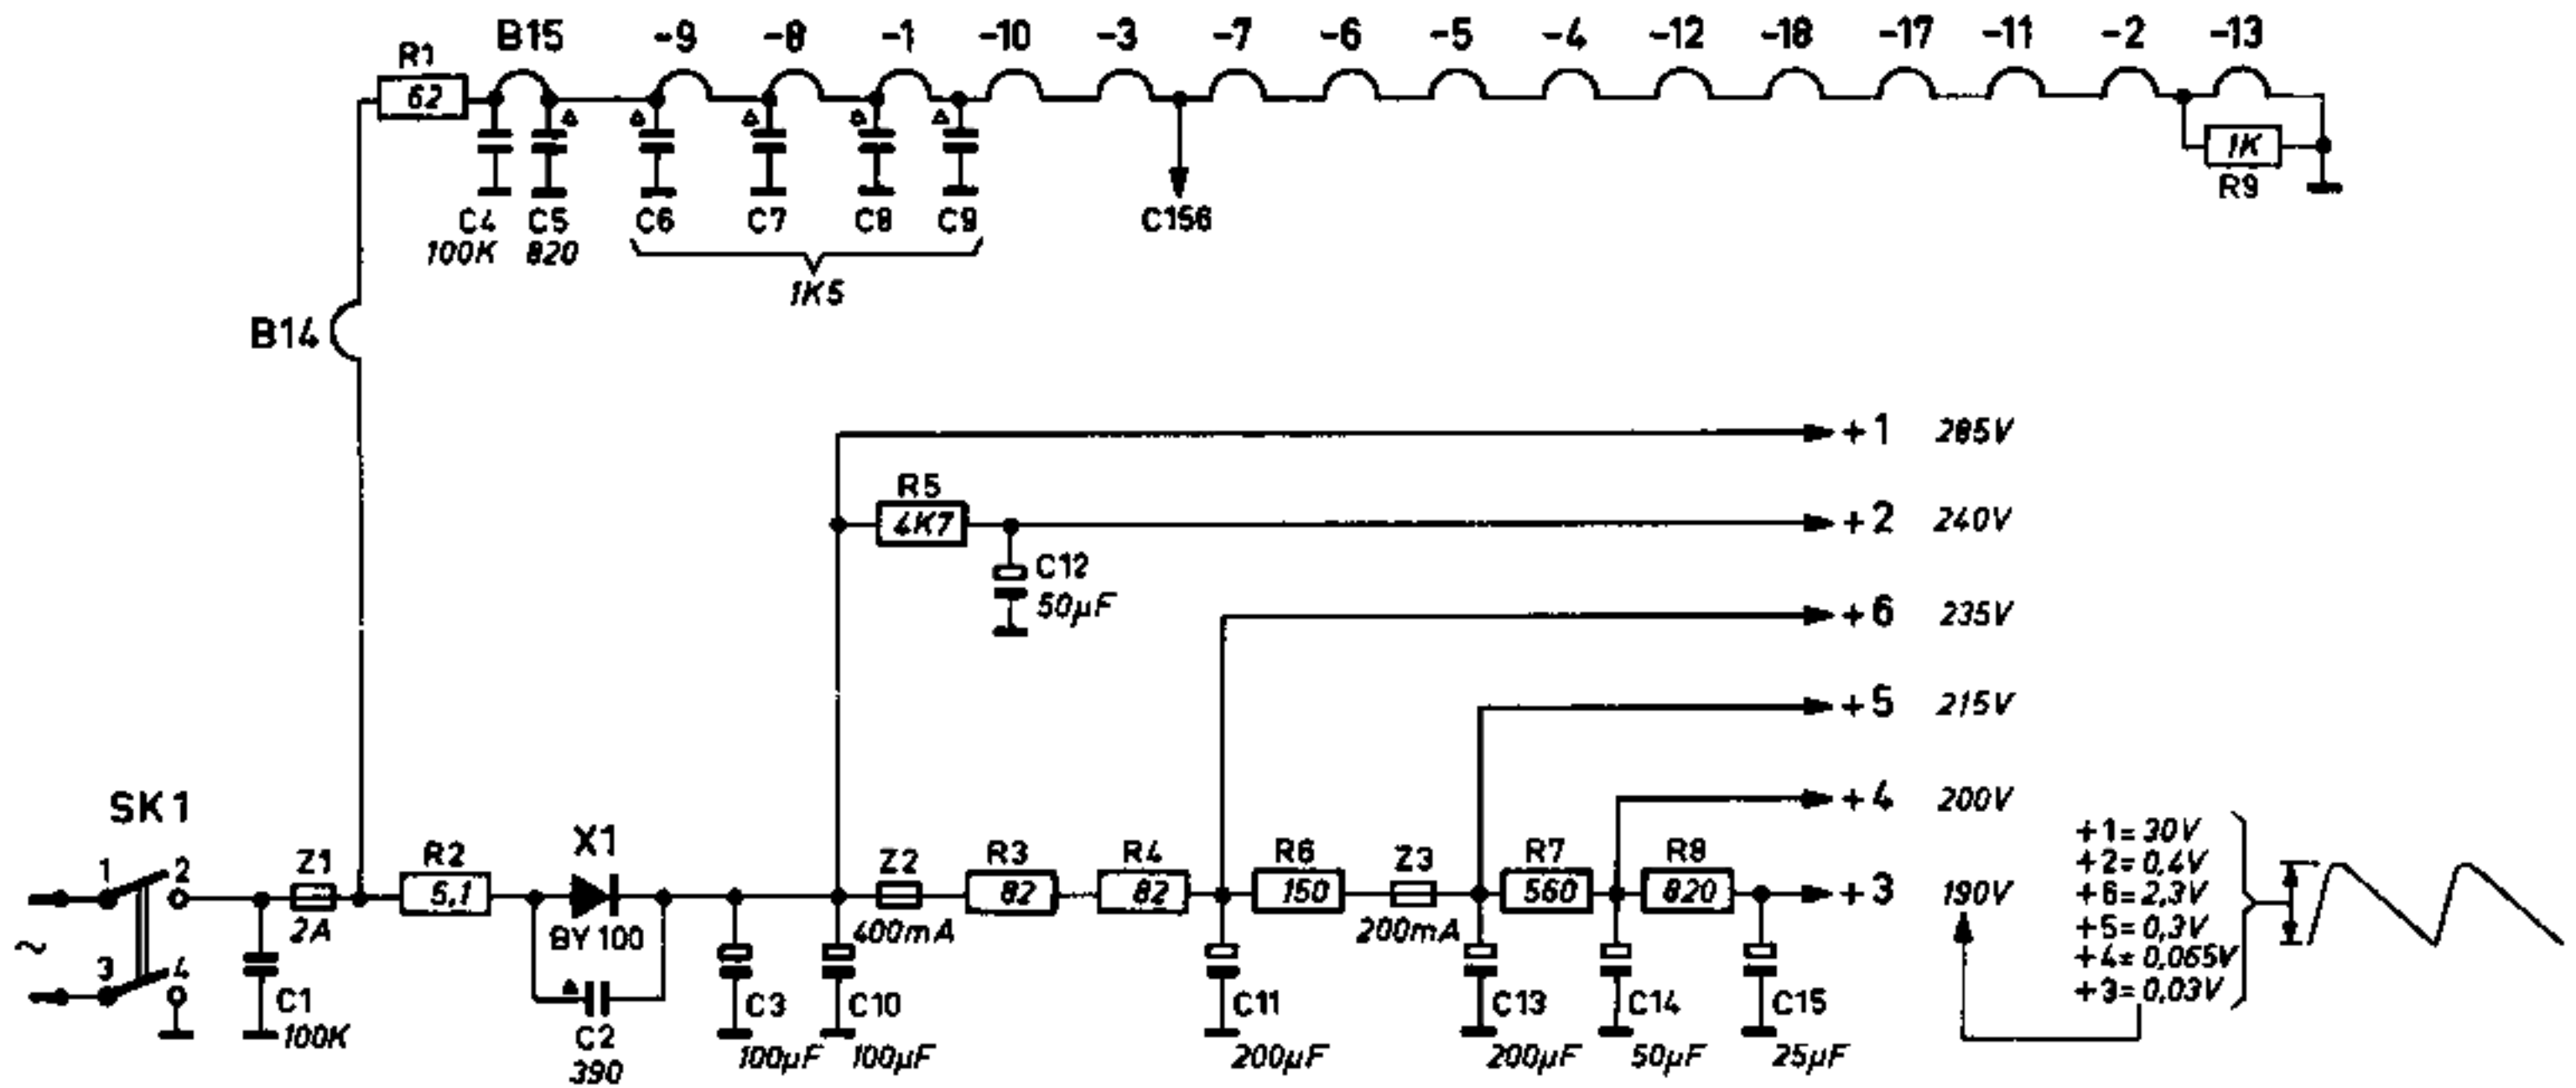 B15 -9 -8 -1 -10 -3 -7 -6 -5 -4 -12 -18 -17 -11 -2 -13
R1
62
1K
R9
C4 C5 C6 C7 C8 C9 C156
100K 820
1K5
B14
+1 285V
R5
4K7
+2 240V
C12
50µF
+6 235V
+5 215V
+4 200V
SK1
X1
1 2 Z1 R2 Z2 R3 R4 R6 Z3 R7 R8
5,1 82 82 150 560 820
+3 190V
2A BY 100 400mA 200mA
~
3 4
C1 C2 C3 C10 C11 C13 C14 C15
100K 390 100µF 100µF 200µF 200µF 50µF 25µF
+1= 30V
+2= 0,4V
+6= 2,3V
+5= 0,3V
+4= 0,065V
+3= 0,03V